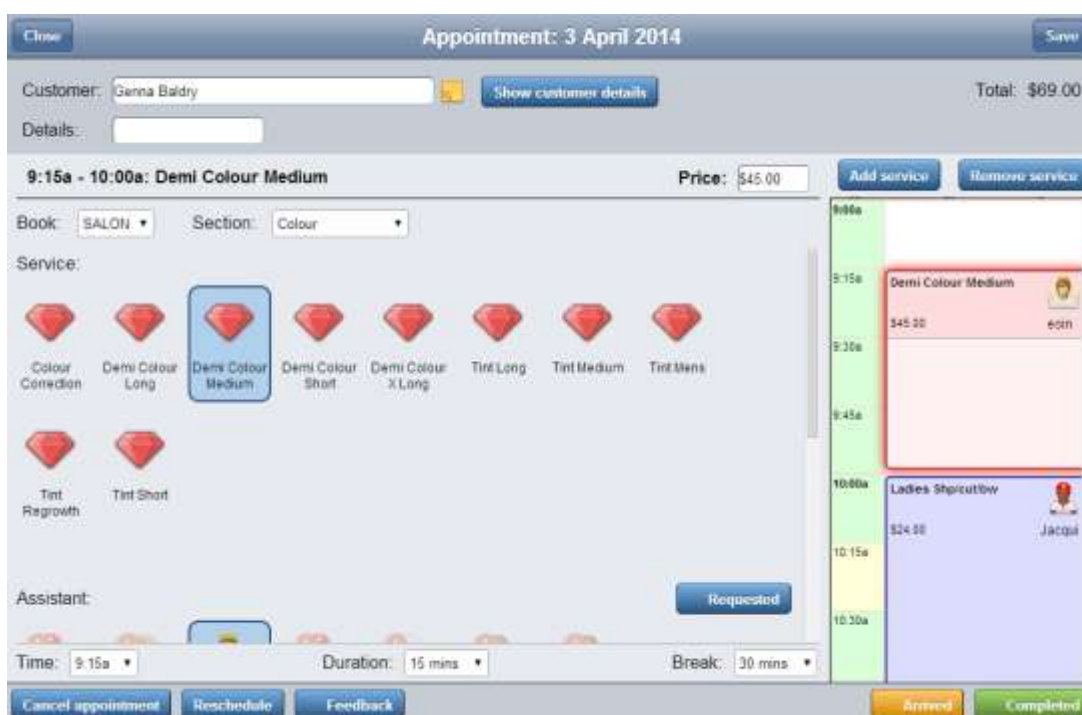 Close Appointment: 3 April 2014 Save
Customer: Genna Baldry Show customer details Total: $69.00
Details:
9:15a - 10:00a: Demi Colour Medium Price: $45.00 Add service Remove service
Book: SALON Section: Colour
Service:
Colour Correction
Demi Colour Long
Demi Colour Medium
Demi Colour Short
Demi Colour X Long
Tint Long
Tint Medium
Tint Mens
Tint Regrowth
Tint Short
Assistant: Requested
Time: 9:15a Duration: 15 mins Break: 30 mins
9:00a
9:15a
Demi Colour Medium
$45.00 eoin
9:30a
9:45a
10:00a
Ladies Shp/cut/bw
$24.00 Jacqui
10:15a
10:30a
Cancel appointment Reschedule Feedback Arrived Completed